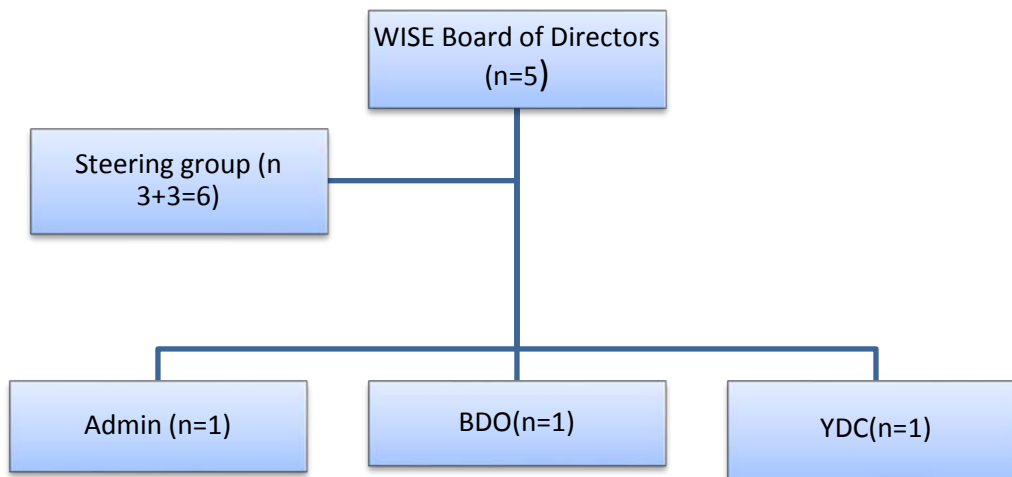 WISE Board of Directors
(n=5)
Steering group (n
3+3=6)
Admin (n=1)
BDO(n=1)
YDC(n=1)